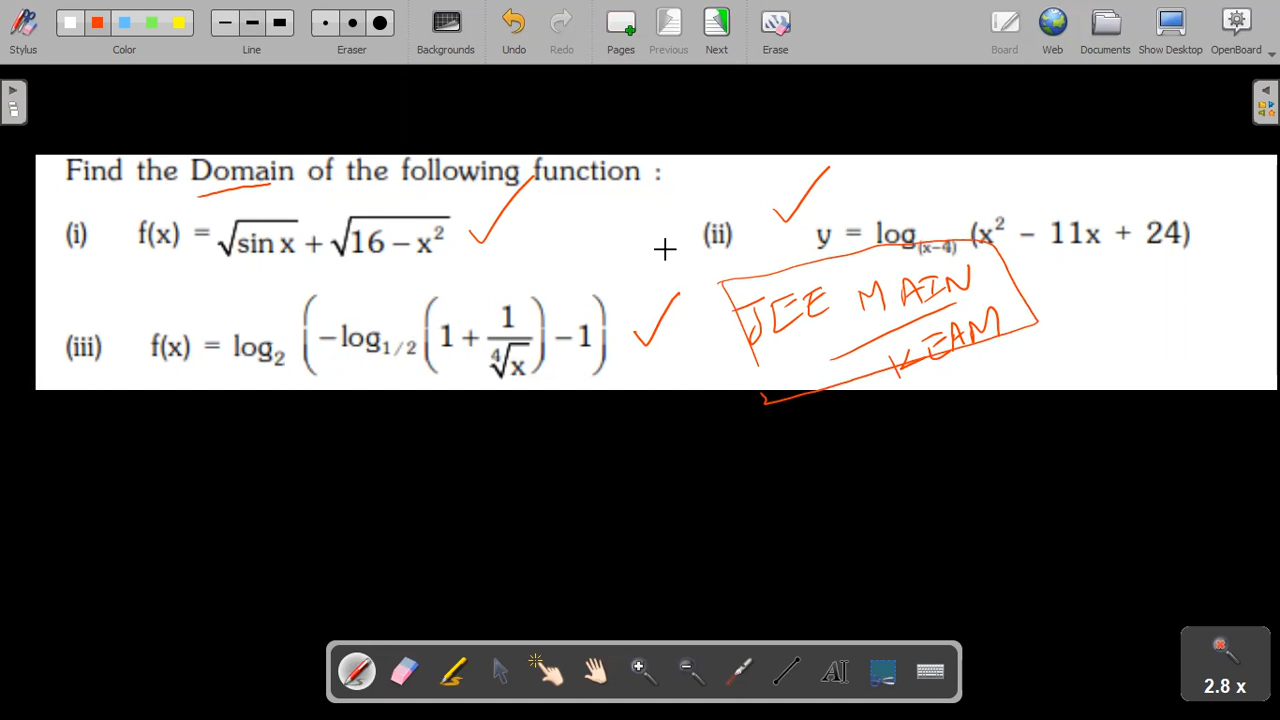 Stylus Color Line Eraser Backgrounds Undo Redo Pages Previous Next Erase Board Web Documents Show Desktop OpenBoard
Find the Domain of the following function :
(i) f(x) = √sin x + √16 − x²
(ii) y = log₍ₓ₋₄₎ (x² − 11x + 24)
JEE MAIN
KEAM
(iii) f(x) = log₂ (−log₁/₂ (1 + 1/∜x) − 1)
AI
2.8 x